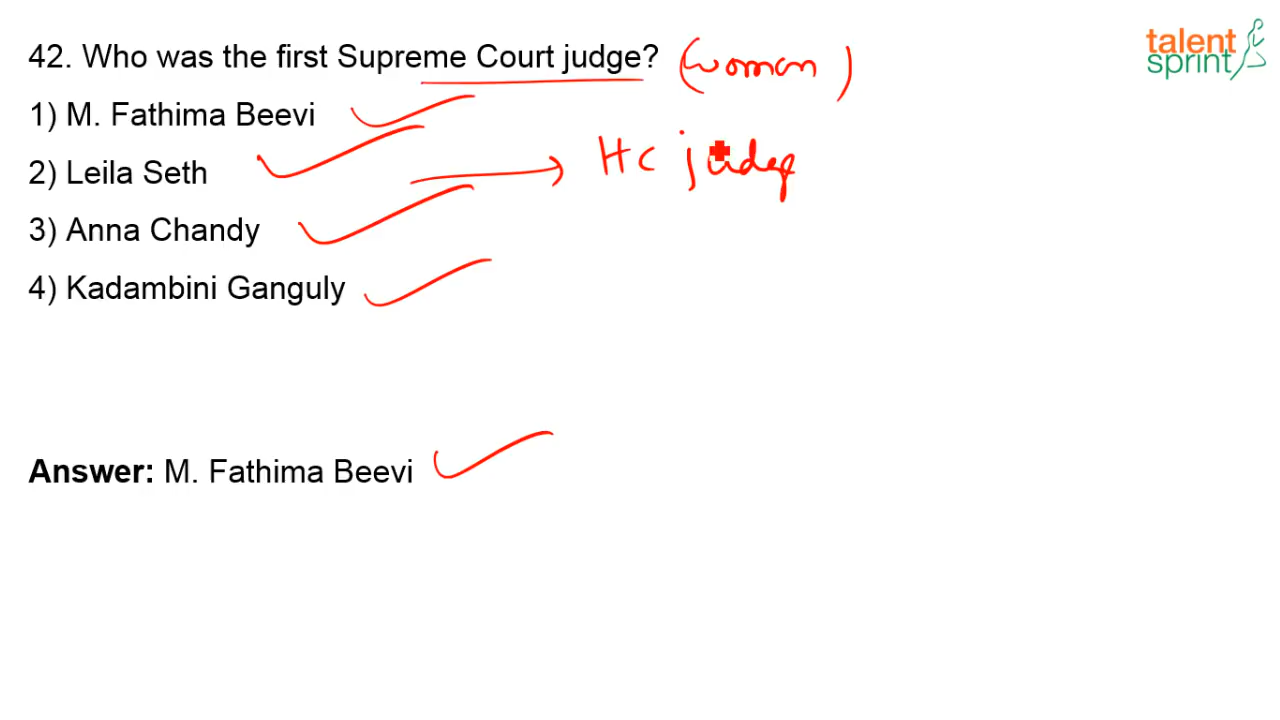 42. Who was the first Supreme Court judge? (woman)
talent
sprint
1) M. Fathima Beevi
2) Leila Seth
HC judge
3) Anna Chandy
4) Kadambini Ganguly
Answer: M. Fathima Beevi